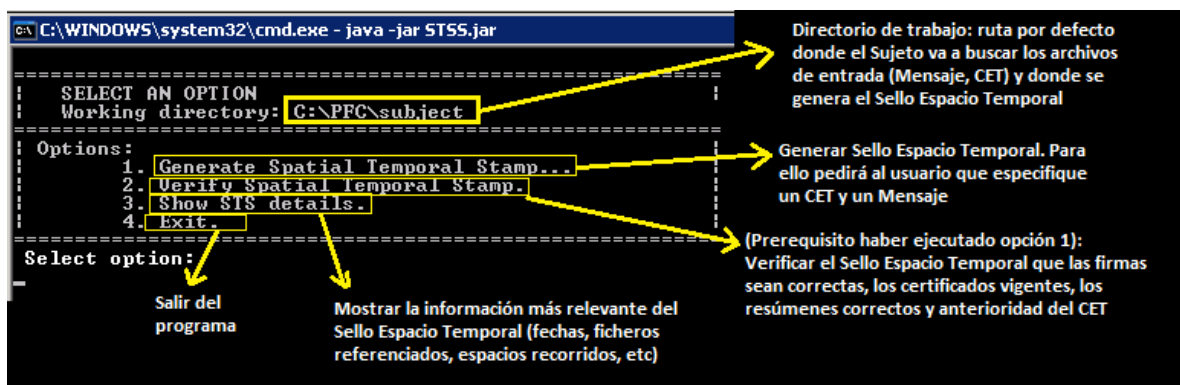 C:\WINDOWS\system32\cmd.exe - java -jar STSS.jar
SELECT AN OPTION
Working directory: C:\PFC\subject
Options:
1. Generate Spatial Temporal Stamp...
2. Verify Spatial Temporal Stamp.
3. Show STS details.
4. Exit.
Select option:
Directorio de trabajo: ruta por defecto
donde el Sujeto va a buscar los archivos
de entrada (Mensaje, CET) y donde se
genera el Sello Espacio Temporal
Generar Sello Espacio Temporal. Para
ello pedirá al usuario que especifique
un CET y un Mensaje
(Prerequisito haber ejecutado opción 1):
Verificar el Sello Espacio Temporal que las firmas
sean correctas, los certificados vigentes, los
resúmenes correctos y anterioridad del CET
Salir del
programa
Mostrar la información más relevante del
Sello Espacio Temporal (fechas, ficheros
referenciados, espacios recorridos, etc)